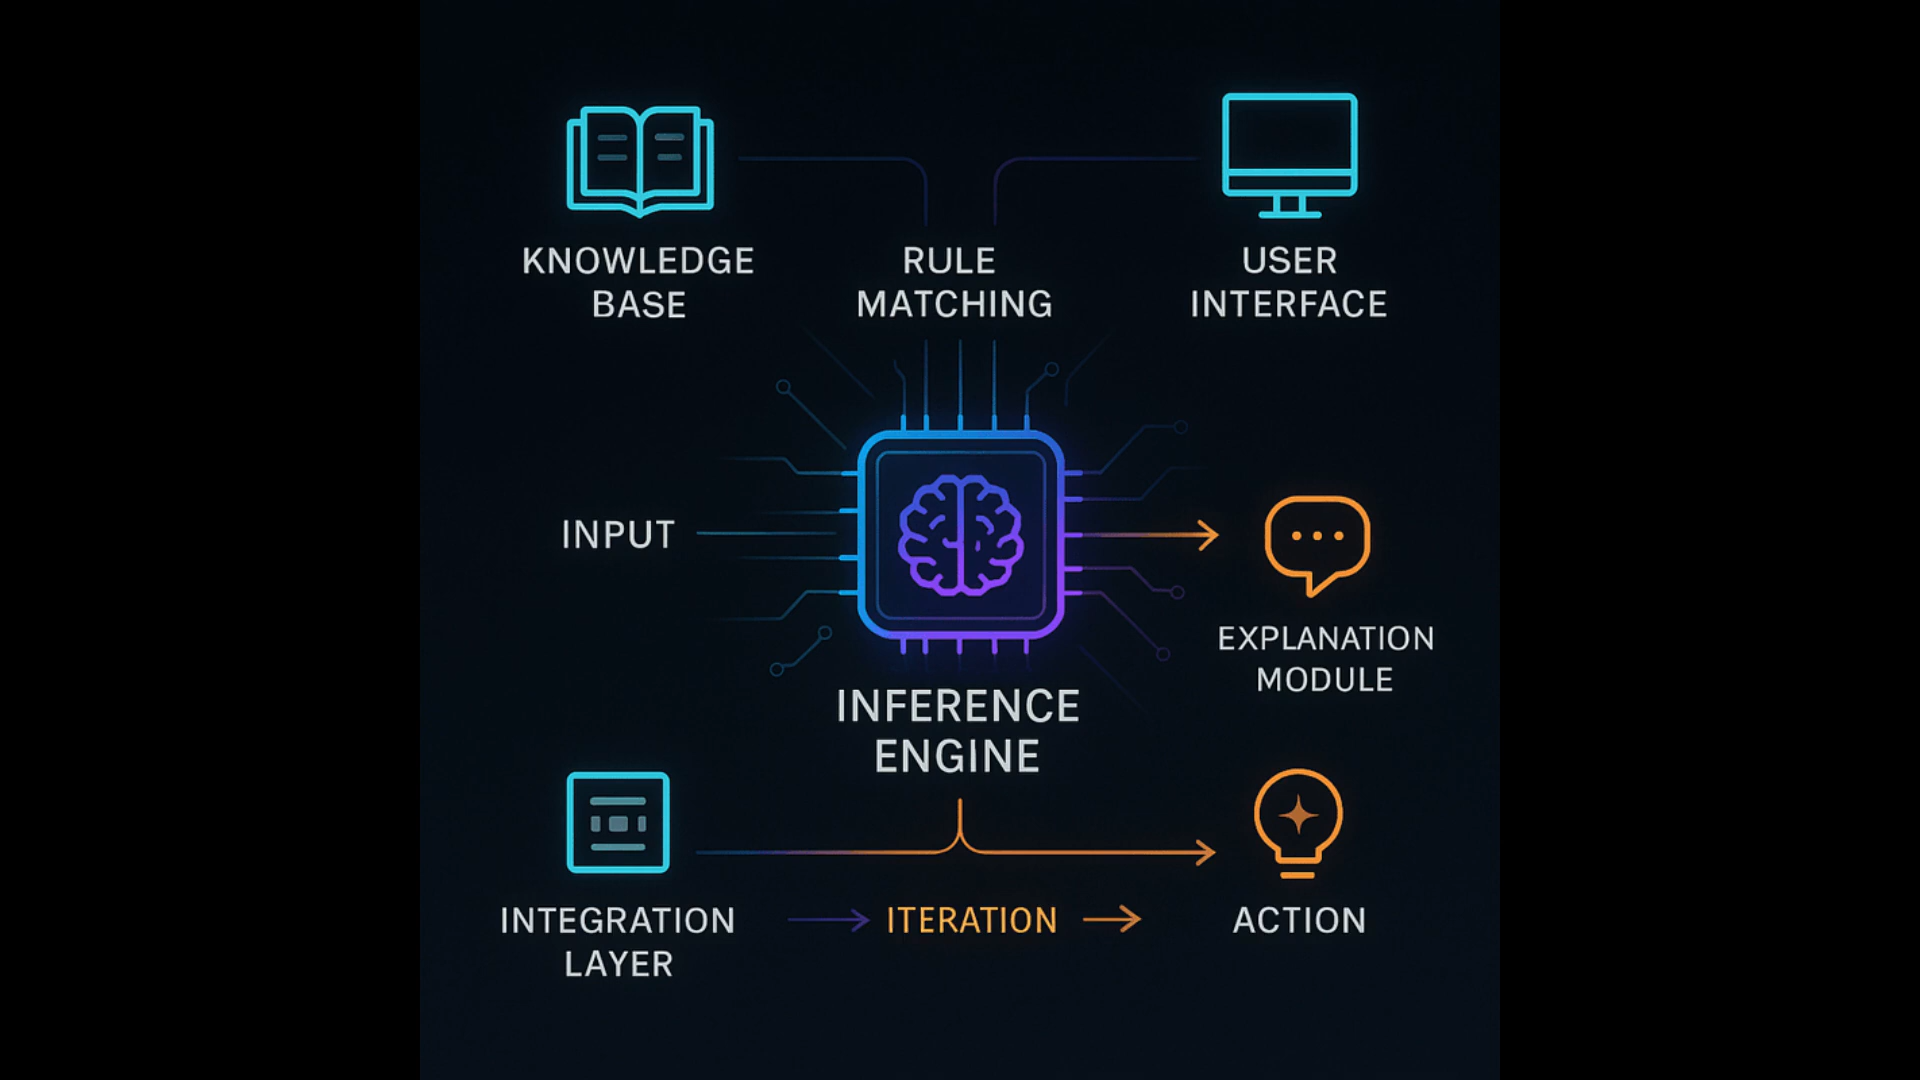 KNOWLEDGE
BASE
RULE
MATCHING
USER
INTERFACE
INPUT
EXPLANATION
MODULE
INFERENCE
ENGINE
INTEGRATION
LAYER
ITERATION
ACTION